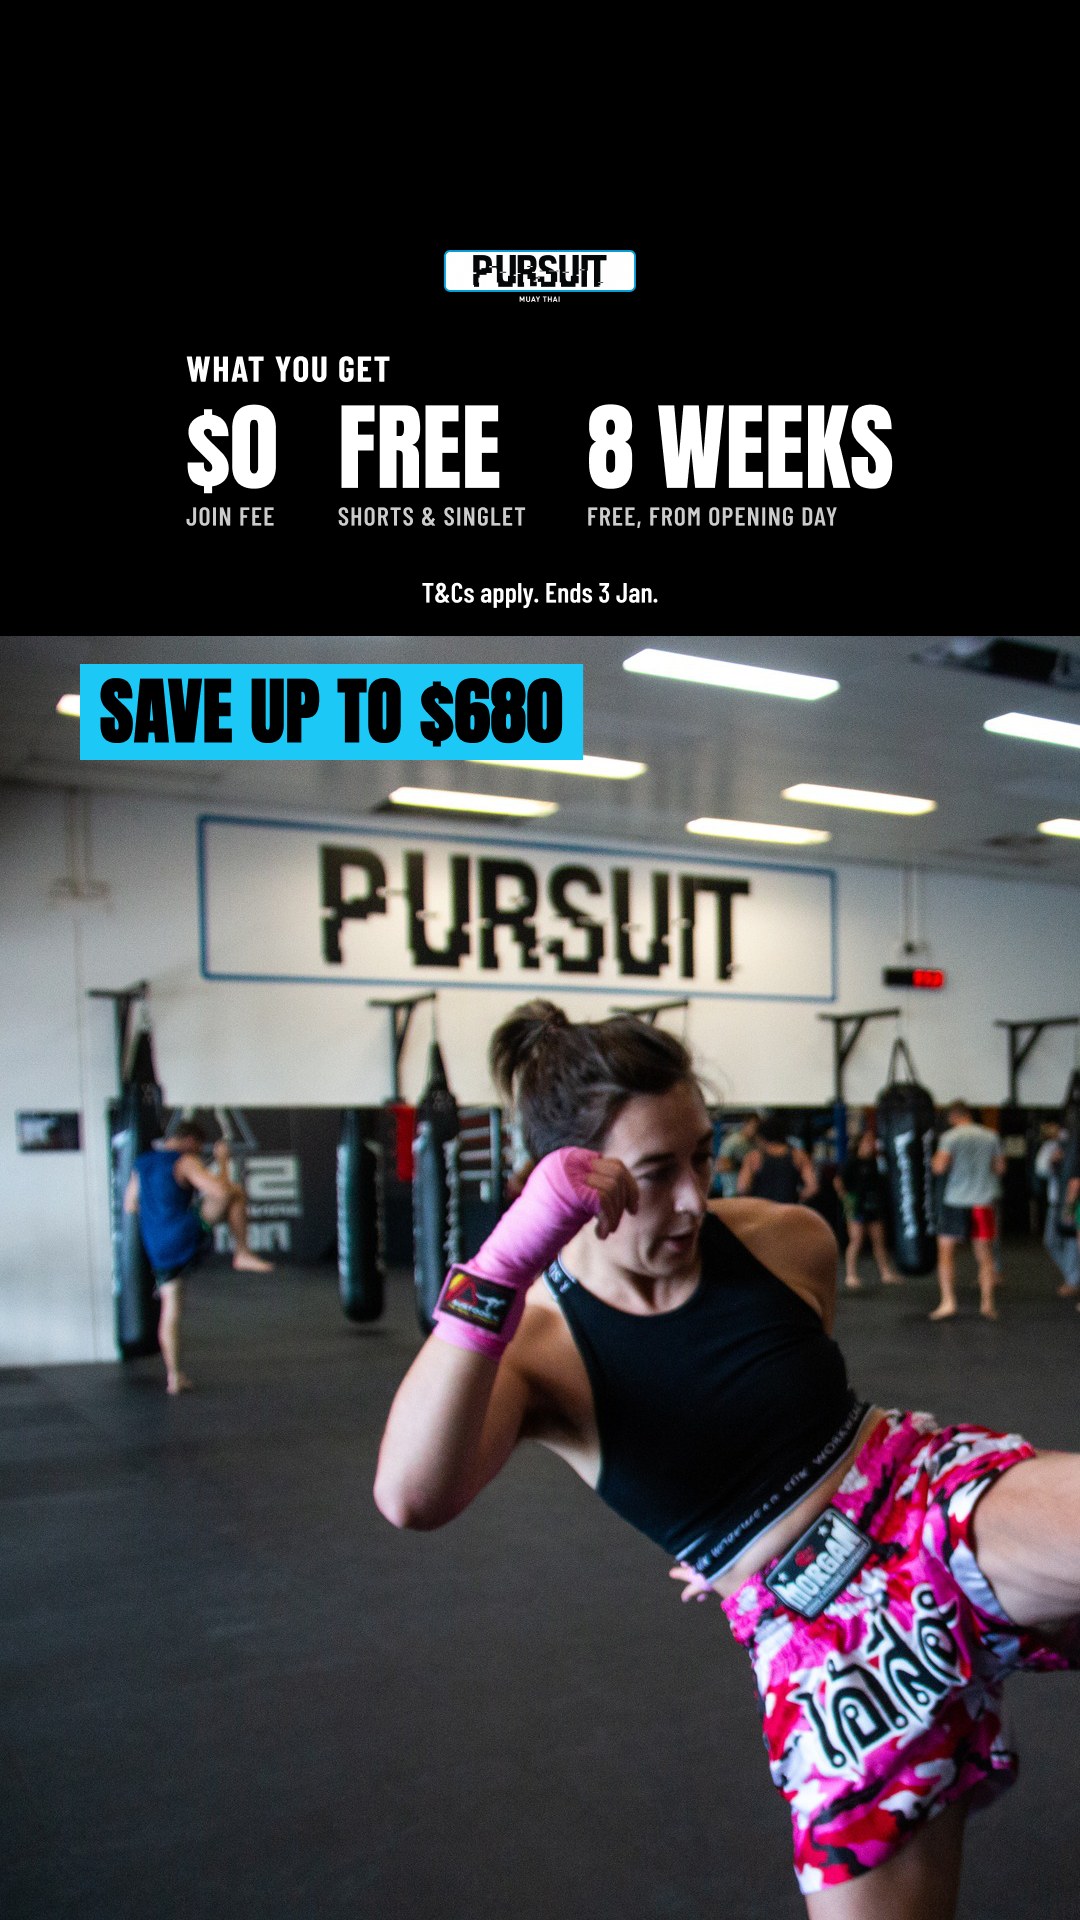 PURSUIT
MUAY THAI
WHAT YOU GET
$0 FREE 8 WEEKS
JOIN FEE SHORTS & SINGLET FREE, FROM OPENING DAY
T&Cs apply. Ends 3 Jan.
SAVE UP TO $680
PURSUIT
MORGAN